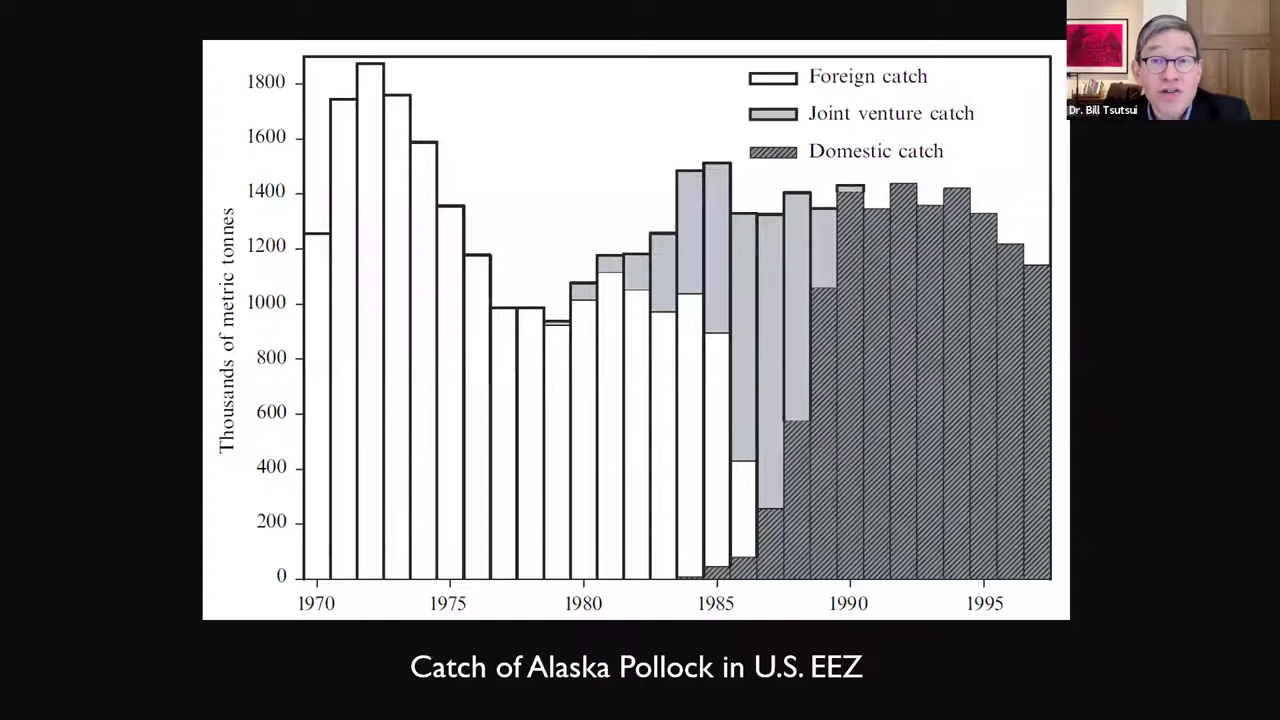 Foreign catch
Joint venture catch
Domestic catch
Dr. Bill Tsutsui
Thousands of metric tonnes
1800
1600
1400
1200
1000
800
600
400
200
0
1970 1975 1980 1985 1990 1995
Catch of Alaska Pollock in U.S. EEZ